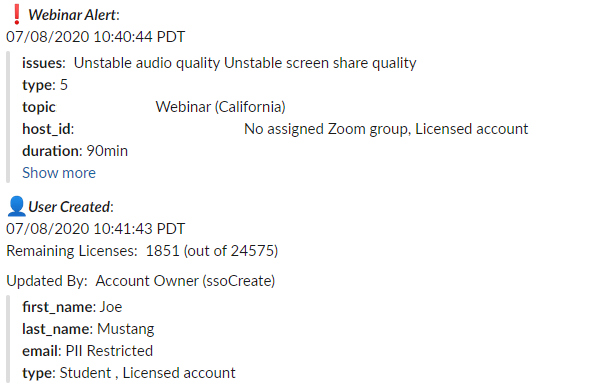 Webinar Alert:
07/08/2020 10:40:44 PDT
issues: Unstable audio quality Unstable screen share quality
type: 5
topic Webinar (California)
host_id: No assigned Zoom group, Licensed account
duration: 90min
Show more
User Created:
07/08/2020 10:41:43 PDT
Remaining Licenses: 1851 (out of 24575)
Updated By: Account Owner (ssoCreate)
first_name: Joe
last_name: Mustang
email: PII Restricted
type: Student , Licensed account